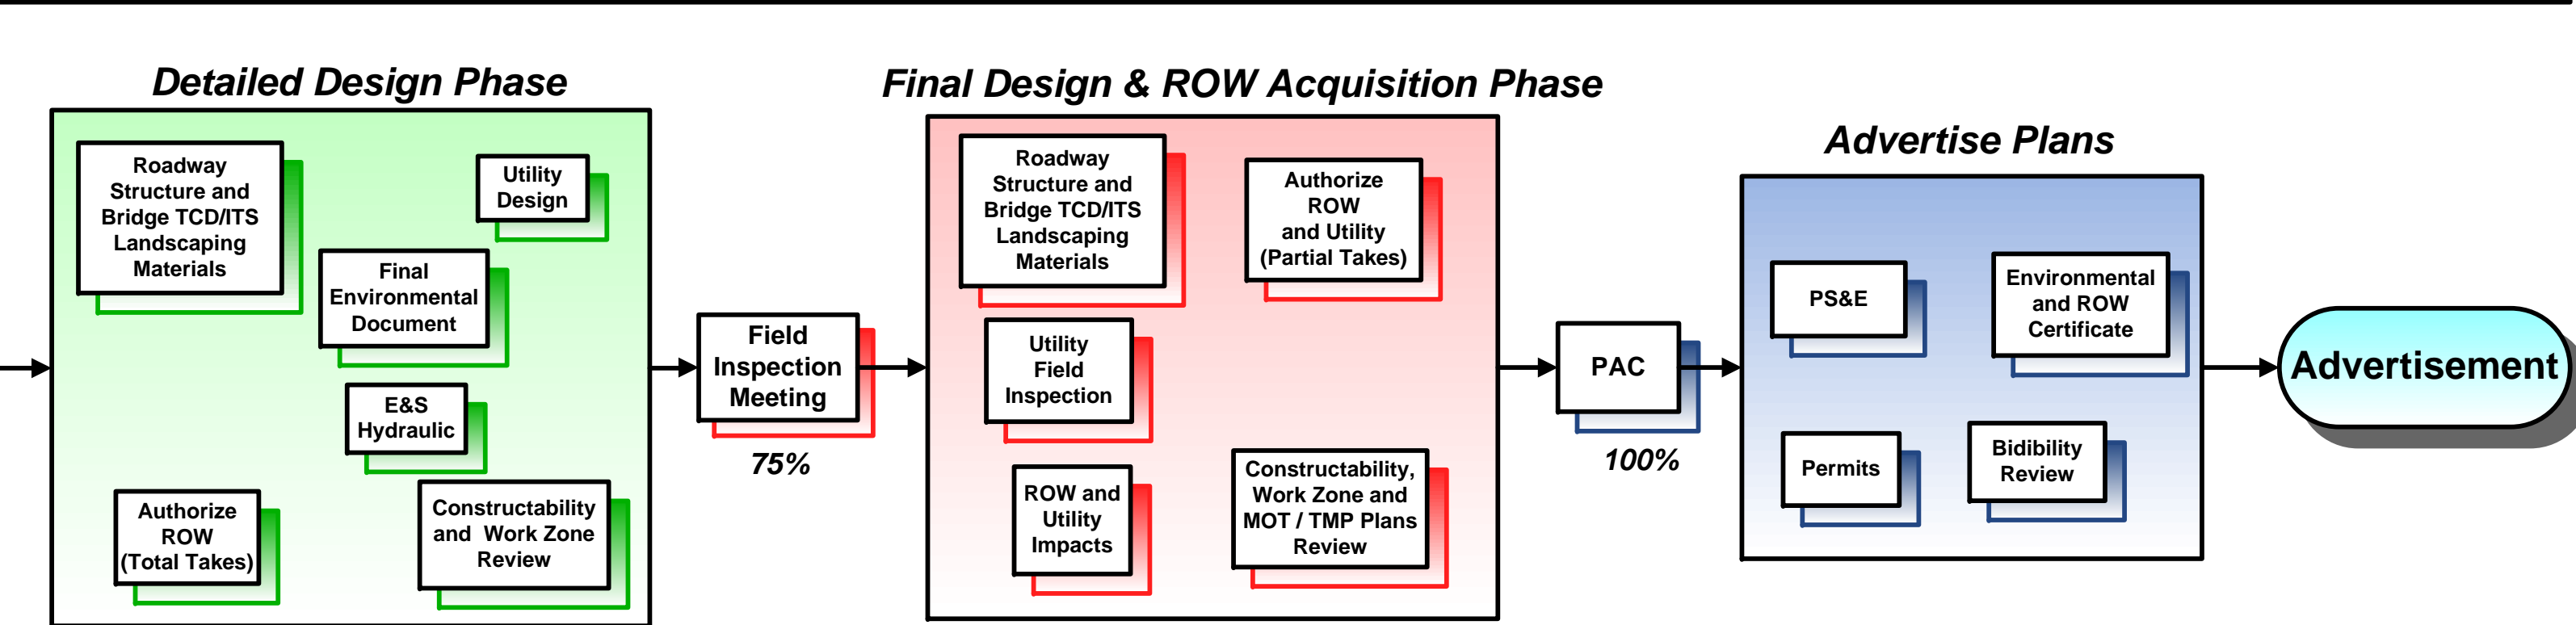 Detailed Design Phase
Roadway
Structure and
Bridge TCD/ITS
Landscaping
Materials
Utility
Design
Final
Environmental
Document
E&S
Hydraulic
Authorize
ROW
(Total Takes)
Constructability
and Work Zone
Review
Field
Inspection
Meeting
75%
Final Design & ROW Acquisition Phase
Roadway
Structure and
Bridge TCD/ITS
Landscaping
Materials
Authorize
ROW
and Utility
(Partial Takes)
Utility
Field
Inspection
ROW and
Utility
Impacts
Constructability,
Work Zone and
MOT / TMP Plans
Review
PAC
100%
Advertise Plans
PS&E
Environmental
and ROW
Certificate
Permits
Bidibility
Review
Advertisement